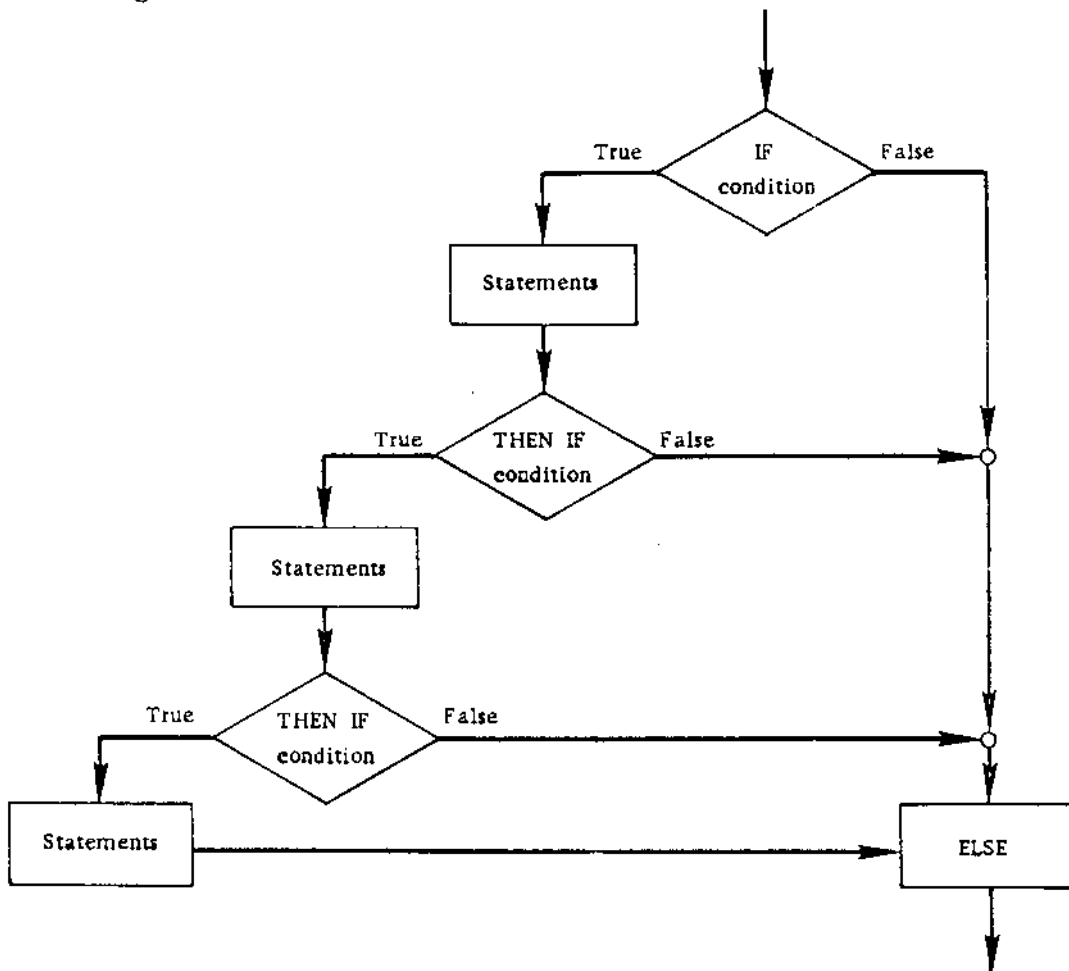 True
IF
condition
False
Statements
True
THEN IF
condition
False
Statements
True
THEN IF
condition
False
Statements
ELSE